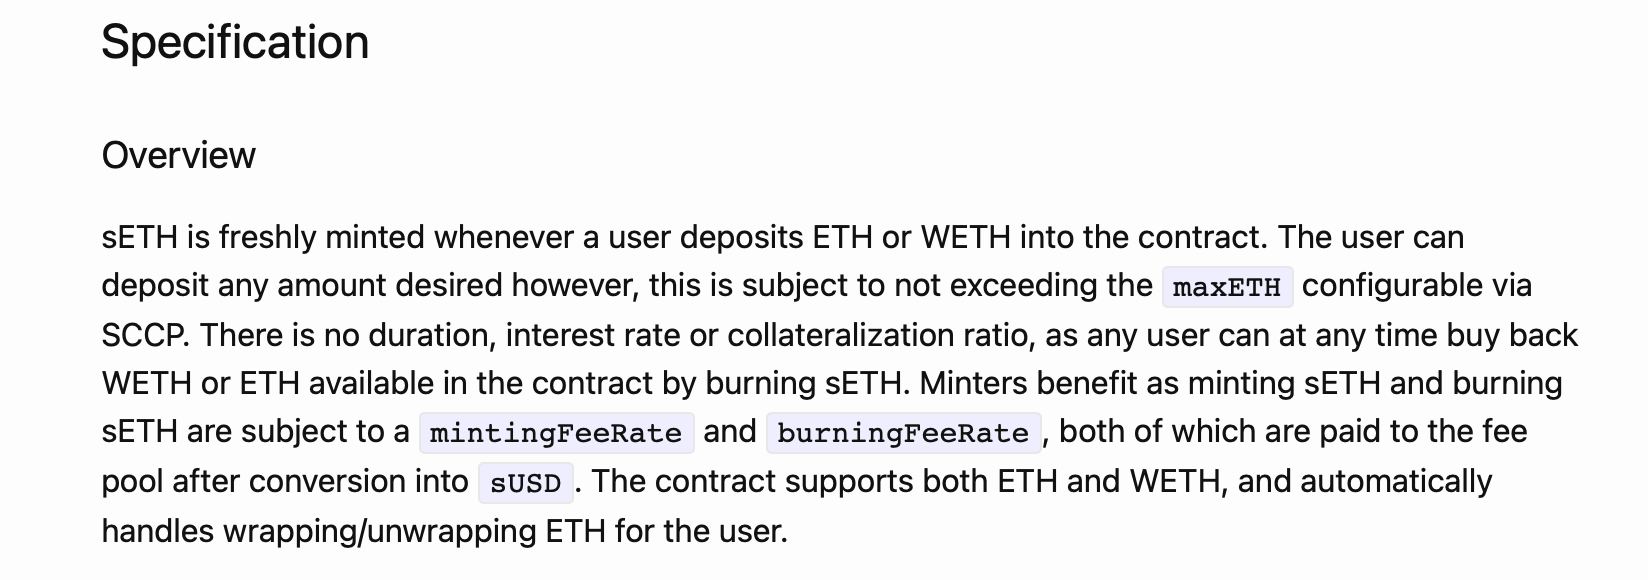 Specification
Overview
sETH is freshly minted whenever a user deposits ETH or WETH into the contract. The user can
deposit any amount desired however, this is subject to not exceeding the maxETH configurable via
SCCP. There is no duration, interest rate or collateralization ratio, as any user can at any time buy back
WETH or ETH available in the contract by burning sETH. Minters benefit as minting sETH and burning
sETH are subject to a mintingFeeRate and burningFeeRate, both of which are paid to the fee
pool after conversion into sUSD. The contract supports both ETH and WETH, and automatically
handles wrapping/unwrapping ETH for the user.